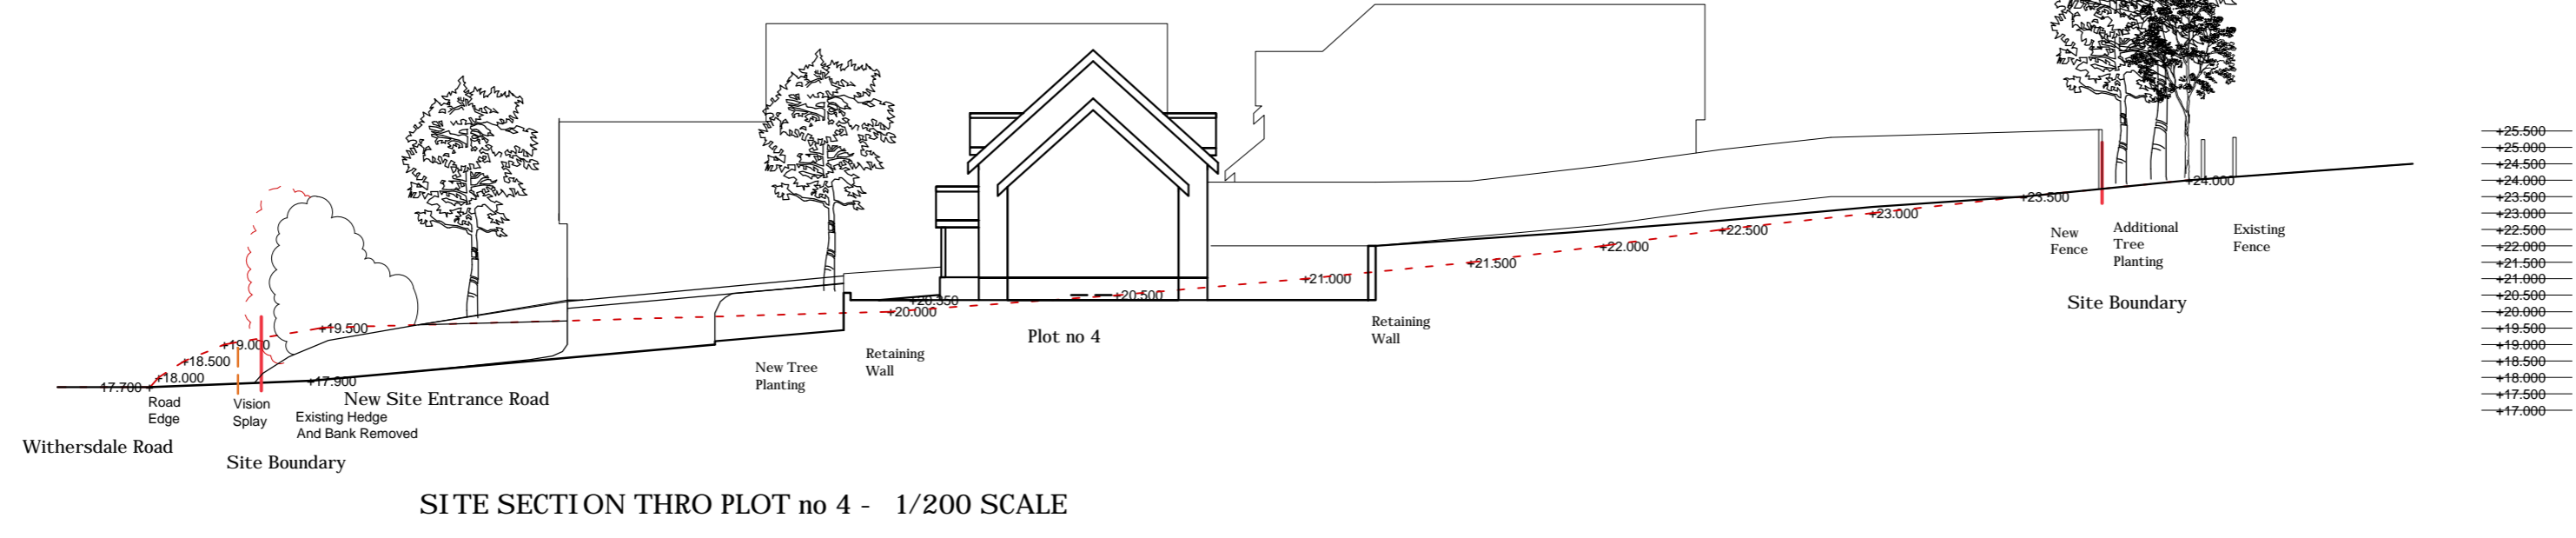 +25.500
+25.000
+24.500
+24.000
+23.500
+23.000
+22.500
+22.000
+21.500
+21.000
+20.500
+20.000
+19.500
+19.000
+18.500
+18.000
+17.500
+17.000
+24.000
+23.500
+23.000
+22.500
+22.000
+21.500
+21.000
+20.500
+20.350
+20.000
+19.500
+19.000
+18.500
+18.000
17.700 +
+17.900
New
Fence
Additional
Tree
Planting
Existing
Fence
Site Boundary
Retaining
Wall
Plot no 4
Retaining
Wall
New Tree
Planting
New Site Entrance Road
Road
Edge
Vision
Splay
Existing Hedge
And Bank Removed
Withersdale Road
Site Boundary
SITE SECTION THRO PLOT no 4 - 1/200 SCALE